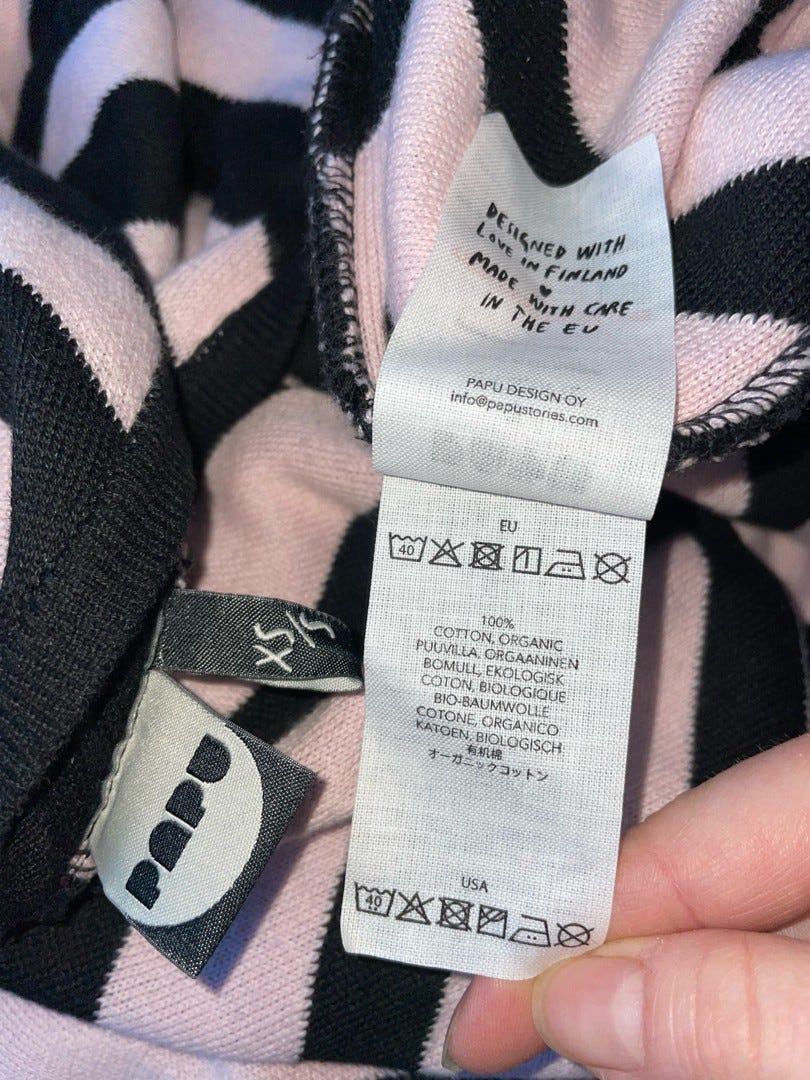 DESIGNED WITH
LOVE IN FINLAND
MADE WITH CARE
IN THE EU
PAPU DESIGN OY
info@papustories.com
EU
40
100%
COTTON, ORGANIC
PUUVILLA, ORGAANINEN
BOMULL, EKOLOGISK
COTON, BIOLOGIQUE
BIO-BAUMWOLLE
COTONE, ORGANICO
KATOEN, BIOLOGISCH
有机棉
オーガニックコットン
USA
40
XS/S
PAPU